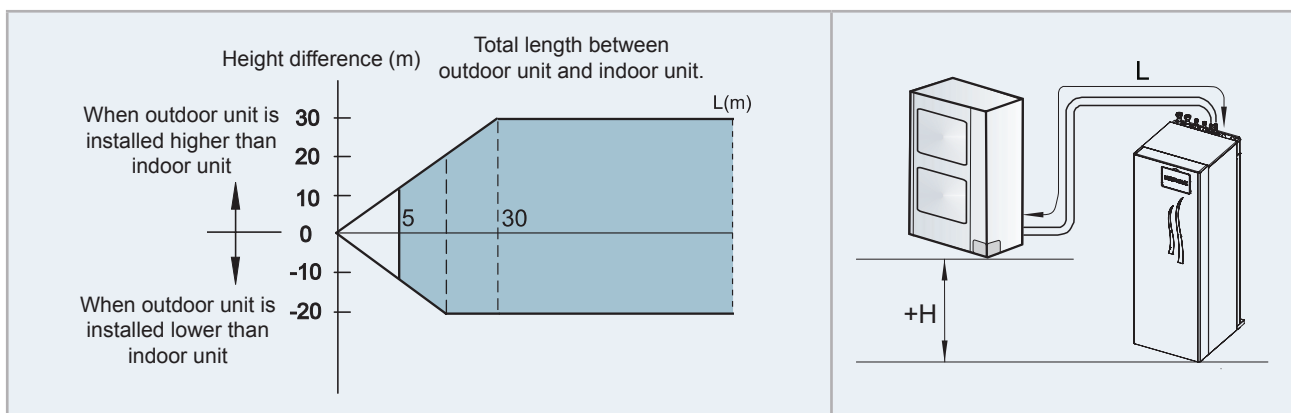 Height difference (m)
Total length between
outdoor unit and indoor unit.
L(m)
When outdoor unit is
installed higher than
indoor unit
30
20
10
0
-10
-20
5
30
When outdoor unit is
installed lower than
indoor unit
L
+H